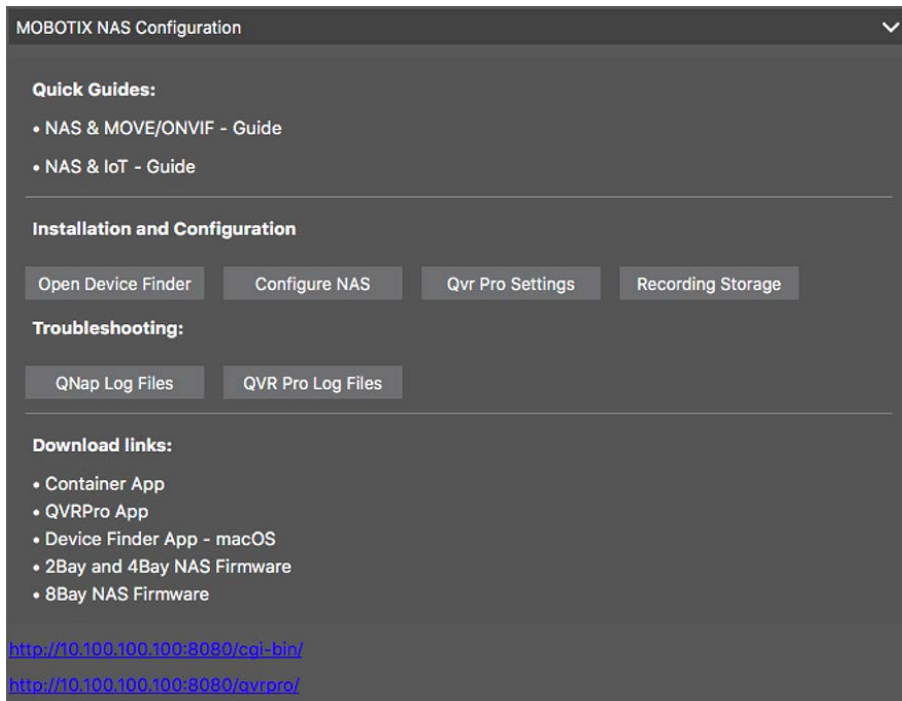 MOBOTIX NAS Configuration
Quick Guides:
• NAS & MOVE/ONVIF - Guide
• NAS & IoT - Guide
Installation and Configuration
Open Device Finder Configure NAS Qvr Pro Settings Recording Storage
Troubleshooting:
QNap Log Files QVR Pro Log Files
Download links:
• Container App
• QVRPro App
• Device Finder App - macOS
• 2Bay and 4Bay NAS Firmware
• 8Bay NAS Firmware
http://10.100.100.100:8080/cgi-bin/
http://10.100.100.100:8080/qvrpro/